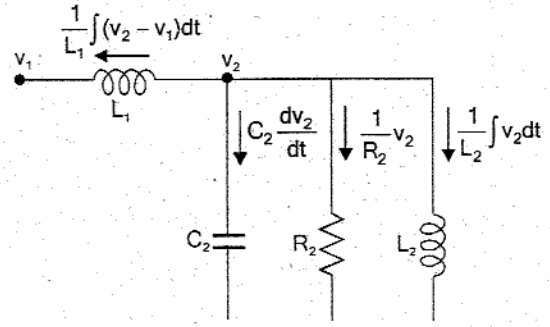 1/L₁ ∫(v₂ – v₁)dt
v₁
v₂
L₁
C₂ dv₂/dt
1/R₂ v₂
1/L₂ ∫ v₂dt
C₂
R₂
L₂